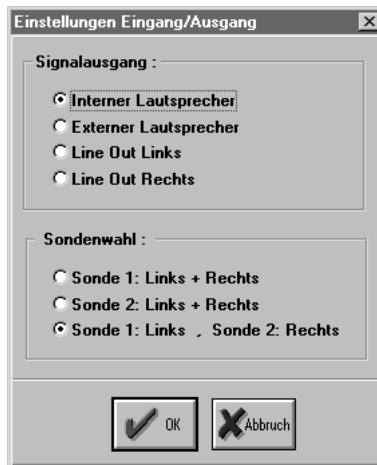 Einstellungen Eingang/Ausgang
Signalausgang :
Interner Lautsprecher
Externer Lautsprecher
Line Out Links
Line Out Rechts
Sondenwahl :
Sonde 1: Links + Rechts
Sonde 2: Links + Rechts
Sonde 1: Links , Sonde 2: Rechts
OK
Abbruch